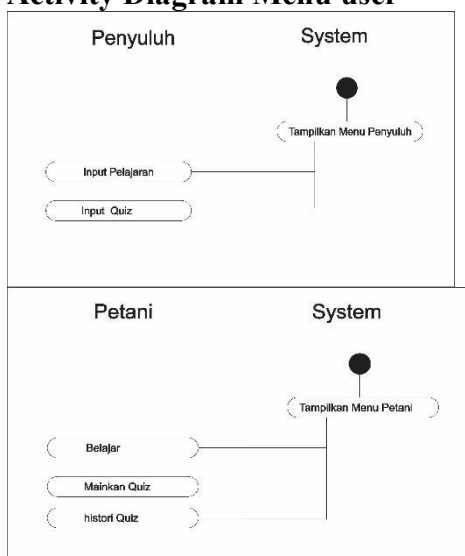 Activity Diagram Menu user
Penyuluh System
Tampilkan Menu Penyuluh
Input Pelajaran
Input Quiz
Petani System
Tampilkan Menu Petani
Belajar
Mainkan Quiz
histori Quiz